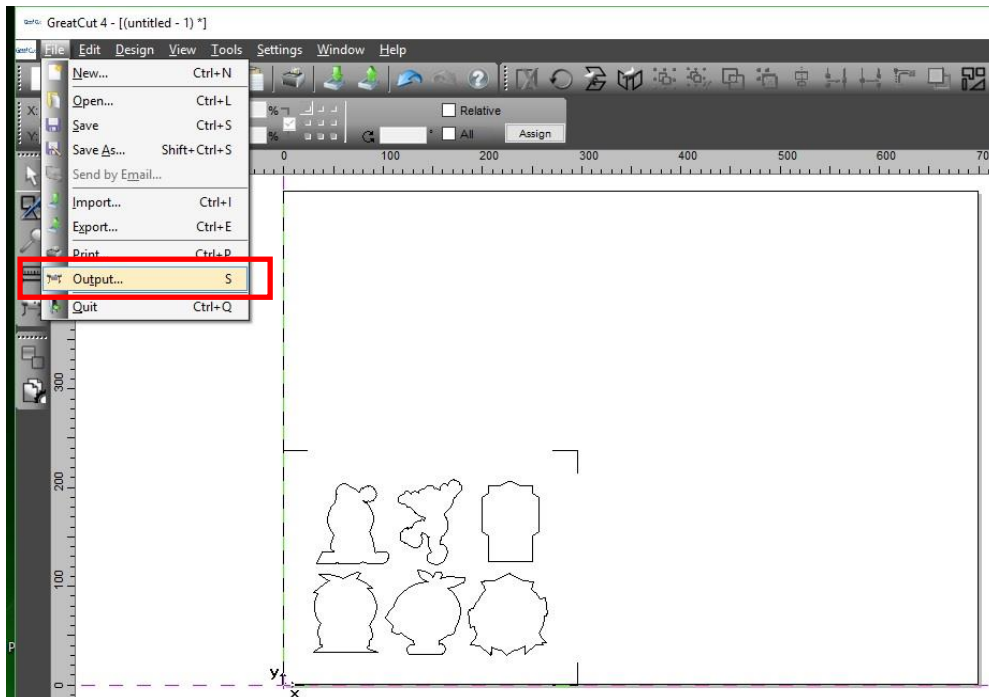 GreatCut 4 - [(untitled - 1) *]
File Edit Design View Tools Settings Window Help
New... Ctrl+N
Open... Ctrl+L
Save Ctrl+S
Save As... Shift+Ctrl+S
Send by Email...
Import... Ctrl+I
Export... Ctrl+E
Print Ctrl+P
Output... S
Quit Ctrl+Q
X: % Relative
Y: % ° All Assign
0 100 200 300 400 500 600 70
300
200
100
0
Y
X
P